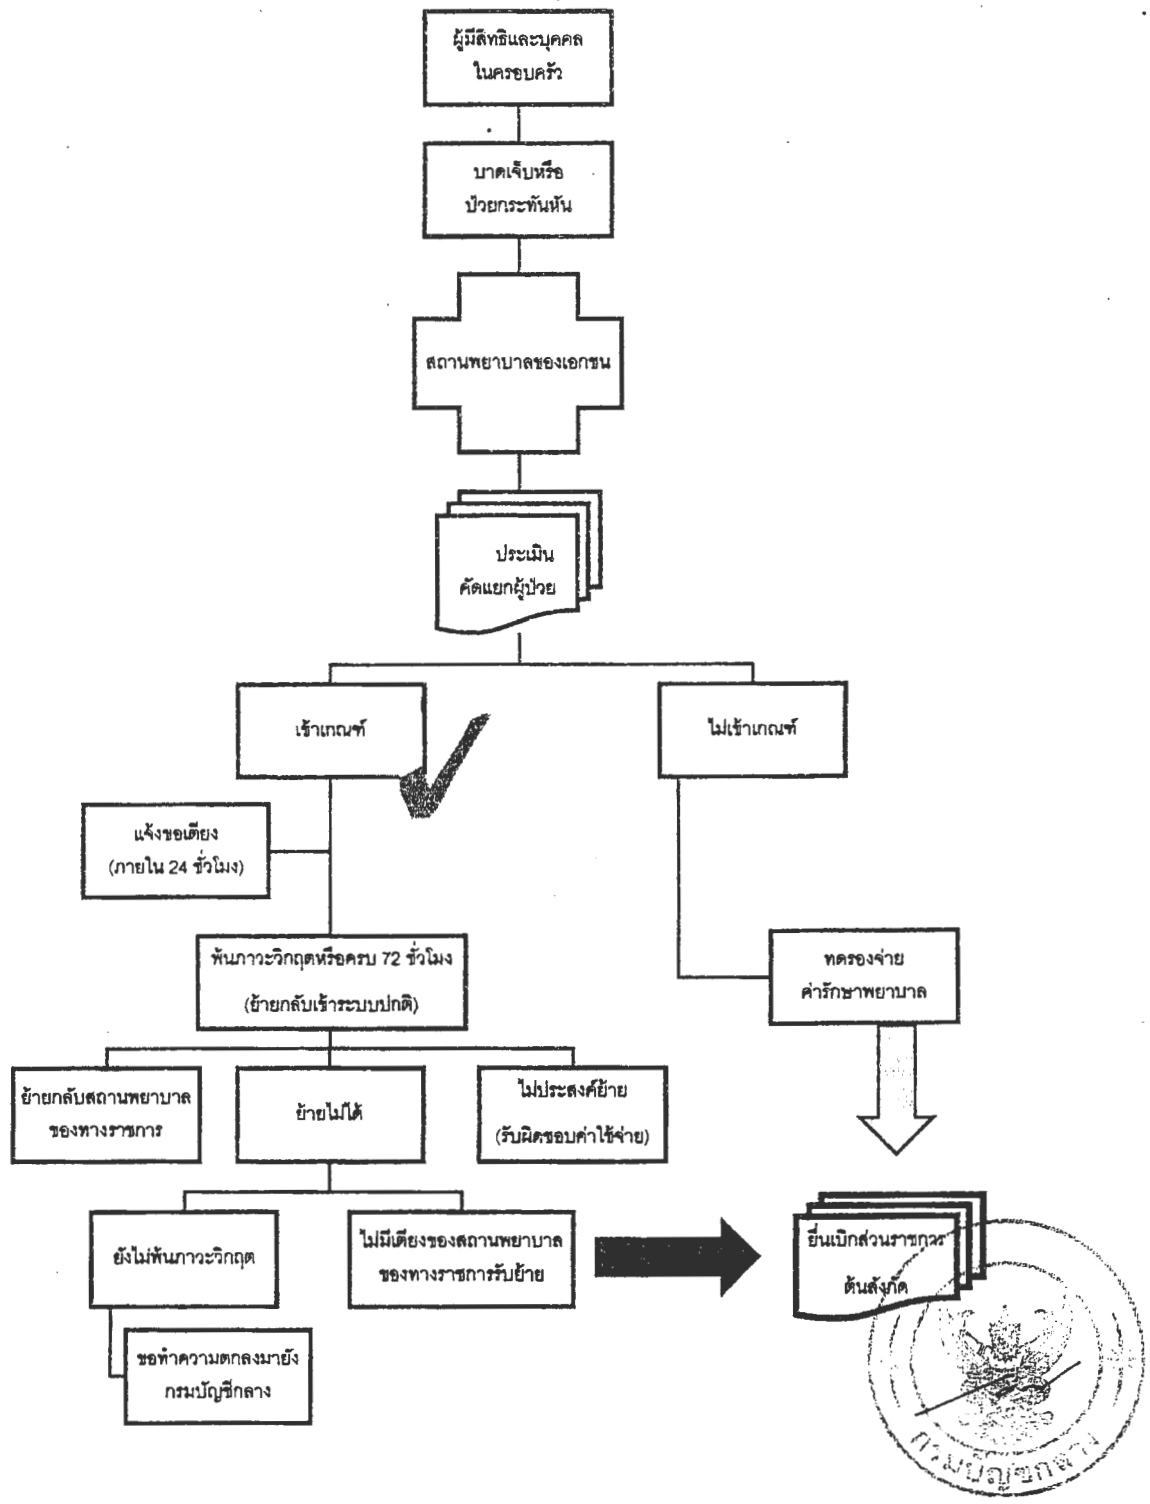 ผู้มีสิทธิและบุคคล
ในครอบครัว
บาดเจ็บหรือ
ป่วยกระทันหัน
สถานพยาบาลของเอกชน
ประเมิน
คัดแยกผู้ป่วย
เข้าเกณฑ์
ไม่เข้าเกณฑ์
แจ้งขอเตียง
(ภายใน 24 ชั่วโมง)
พ้นภาวะวิกฤตหรือครบ 72 ชั่วโมง
(ย้ายกลับเข้าระบบปกติ)
ทดรองจ่าย
ค่ารักษาพยาบาล
ย้ายกลับสถานพยาบาล
ของทางราชการ
ย้ายไม่ได้
ไม่ประสงค์ย้าย
(รับผิดชอบค่าใช้จ่าย)
ยังไม่พ้นภาวะวิกฤต
ไม่มีเตียงของสถานพยาบาล
ของทางราชการรับย้าย
ยื่นเบิกส่วนราชการ
ต้นสังกัด
ขอทำความตกลงมายัง
กรมบัญชีกลาง
กรมบัญชีกลาง